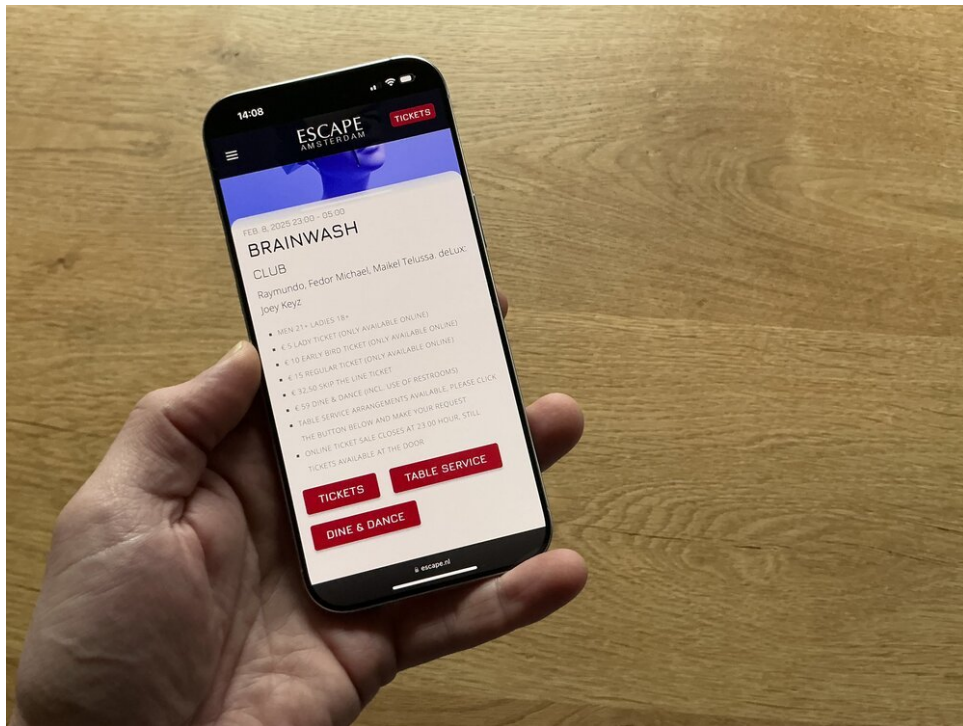 14:08
ESCAPE
AMSTERDAM
TICKETS
FEB. 8, 2025 23:00 - 05:00
BRAINWASH
CLUB
Raymundo, Fedor Michael, Maikel Telussa. deLux:
Joey Keyz
MEN 21+ LADIES 18+
€ 5 LADY TICKET (ONLY AVAILABLE ONLINE)
€ 10 EARLY BIRD TICKET (ONLY AVAILABLE ONLINE)
€ 15 REGULAR TICKET (ONLY AVAILABLE ONLINE)
€ 32,50 SKIP THE LINE TICKET
€ 59 DINE & DANCE (INCL. USE OF RESTROOMS)
TABLE SERVICE ARRANGEMENTS AVAILABLE, PLEASE CLICK
THE BUTTON BELOW AND MAKE YOUR REQUEST
ONLINE TICKET SALE CLOSES AT 23.00 HOUR, STILL
TICKETS AVAILABLE AT THE DOOR
TICKETS
TABLE SERVICE
DINE & DANCE
escape.nl